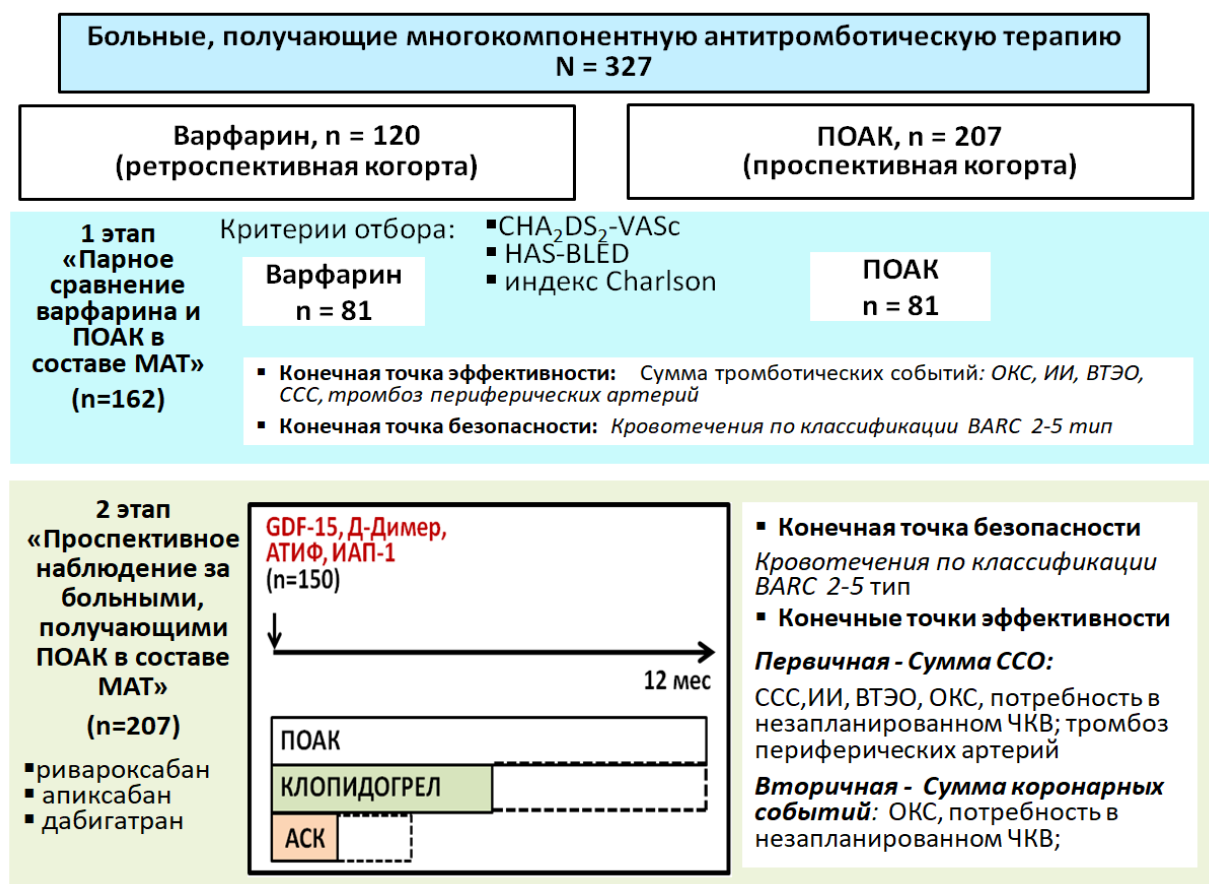 Больные, получающие многокомпонентную антитромботическую терапию
N = 327
Варфарин, n = 120
(ретроспективная когорта)
ПОАК, n = 207
(проспективная когорта)
1 этап
«Парное
сравнение
варфарина и
ПОАК в
составе МАТ»
(n=162)
Критерии отбора:
▪CHA₂DS₂-VASc
▪ HAS-BLED
▪ индекс Charlson
Варфарин
n = 81
ПОАК
n = 81
▪ Конечная точка эффективности: Сумма тромботических событий: ОКС, ИИ, ВТЭО,
ССС, тромбоз периферических артерий
▪ Конечная точка безопасности: Кровотечения по классификации BARC 2-5 тип
2 этап
«Проспективное
наблюдение за
больными,
получающими
ПОАК в составе
МАТ»
(n=207)
▪ривароксабан
▪ апиксабан
▪ дабигатран
GDF-15, Д-Димер,
АТИФ, ИАП-1
(n=150)
12 мес
ПОАК
КЛОПИДОГРЕЛ
АСК
▪ Конечная точка безопасности
Кровотечения по классификации
BARC 2-5 тип
▪ Конечные точки эффективности
Первичная - Сумма ССО:
ССС,ИИ, ВТЭО, ОКС, потребность в
незапланированном ЧКВ; тромбоз
периферических артерий
Вторичная - Сумма коронарных
событий: ОКС, потребность в
незапланированном ЧКВ;